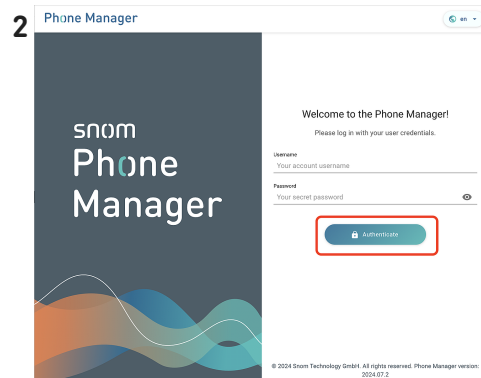 2
Phone Manager
en
snom
Phone
Manager
Welcome to the Phone Manager!
Please log in with your user credentials.
Username
Your account username
Password
Your secret password
Authenticate
© 2024 Snom Technology GmbH. All rights reserved. Phone Manager version:
2024.07.2